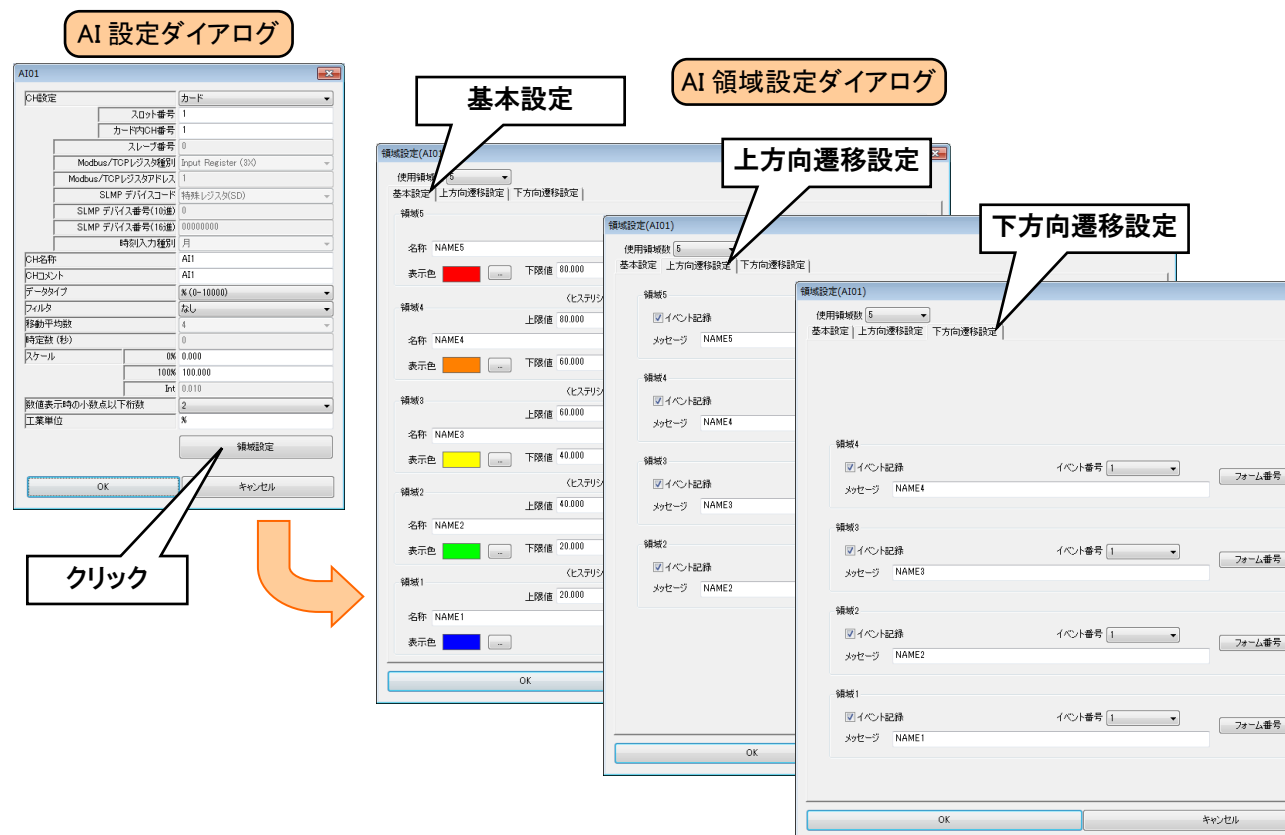 AI 設定ダイアログ
AI01
CH設定 カード
スロット番号 1
カード内CH番号 1
スレーブ番号 0
Modbus/TCPレジスタ種別 Input Register (3X)
Modbus/TCPレジスタアドレス 1
SLMP デバイスコード 特殊レジスタ(SD)
SLMP デバイス番号(10進) 0
SLMP デバイス番号(16進) 00000000
時刻入力種別 月
CH名称 AI1
CHコメント AI1
データタイプ % (0-10000)
フィルタ なし
移動平均数 4
時定数 (秒) 0
スケール 0% 0.000
100% 100.000
Int 0.010
数値表示時の小数点以下桁数 2
工業単位 %
領域設定
OK キャンセル
クリック
AI 領域設定ダイアログ
基本設定
領域設定(AI01
使用領域 5
基本設定 上方向遷移設定 下方向遷移設定
領域5
名称 NAME5
表示色 ... 下限値 80.000
(ヒステリシ
領域4
上限値 80.000
名称 NAME4
表示色 ... 下限値 60.000
(ヒステリシ
領域3
上限値 60.000
名称 NAME3
表示色 ... 下限値 40.000
(ヒステリシ
領域2
上限値 40.000
名称 NAME2
表示色 ... 下限値 20.000
(ヒステリシ
領域1
上限値 20.000
名称 NAME1
表示色 ...
OK
上方向遷移設定
領域設定(AI01)
使用領域数 5
基本設定 上方向遷移設定 下方向遷移設定
領域5
イベント記録
メッセージ NAME5
領域4
イベント記録
メッセージ NAME4
領域3
イベント記録
メッセージ NAME3
領域2
イベント記録
メッセージ NAME2
OK
下方向遷移設定
領域設定(AI01)
使用領域数 5
基本設定 上方向遷移設定 下方向遷移設定
領域4
イベント記録 イベント番号 1 フォーム番号
メッセージ NAME4
領域3
イベント記録 イベント番号 1 フォーム番号
メッセージ NAME3
領域2
イベント記録 イベント番号 1 フォーム番号
メッセージ NAME2
領域1
イベント記録 イベント番号 1 フォーム番号
メッセージ NAME1
OK キャンセル